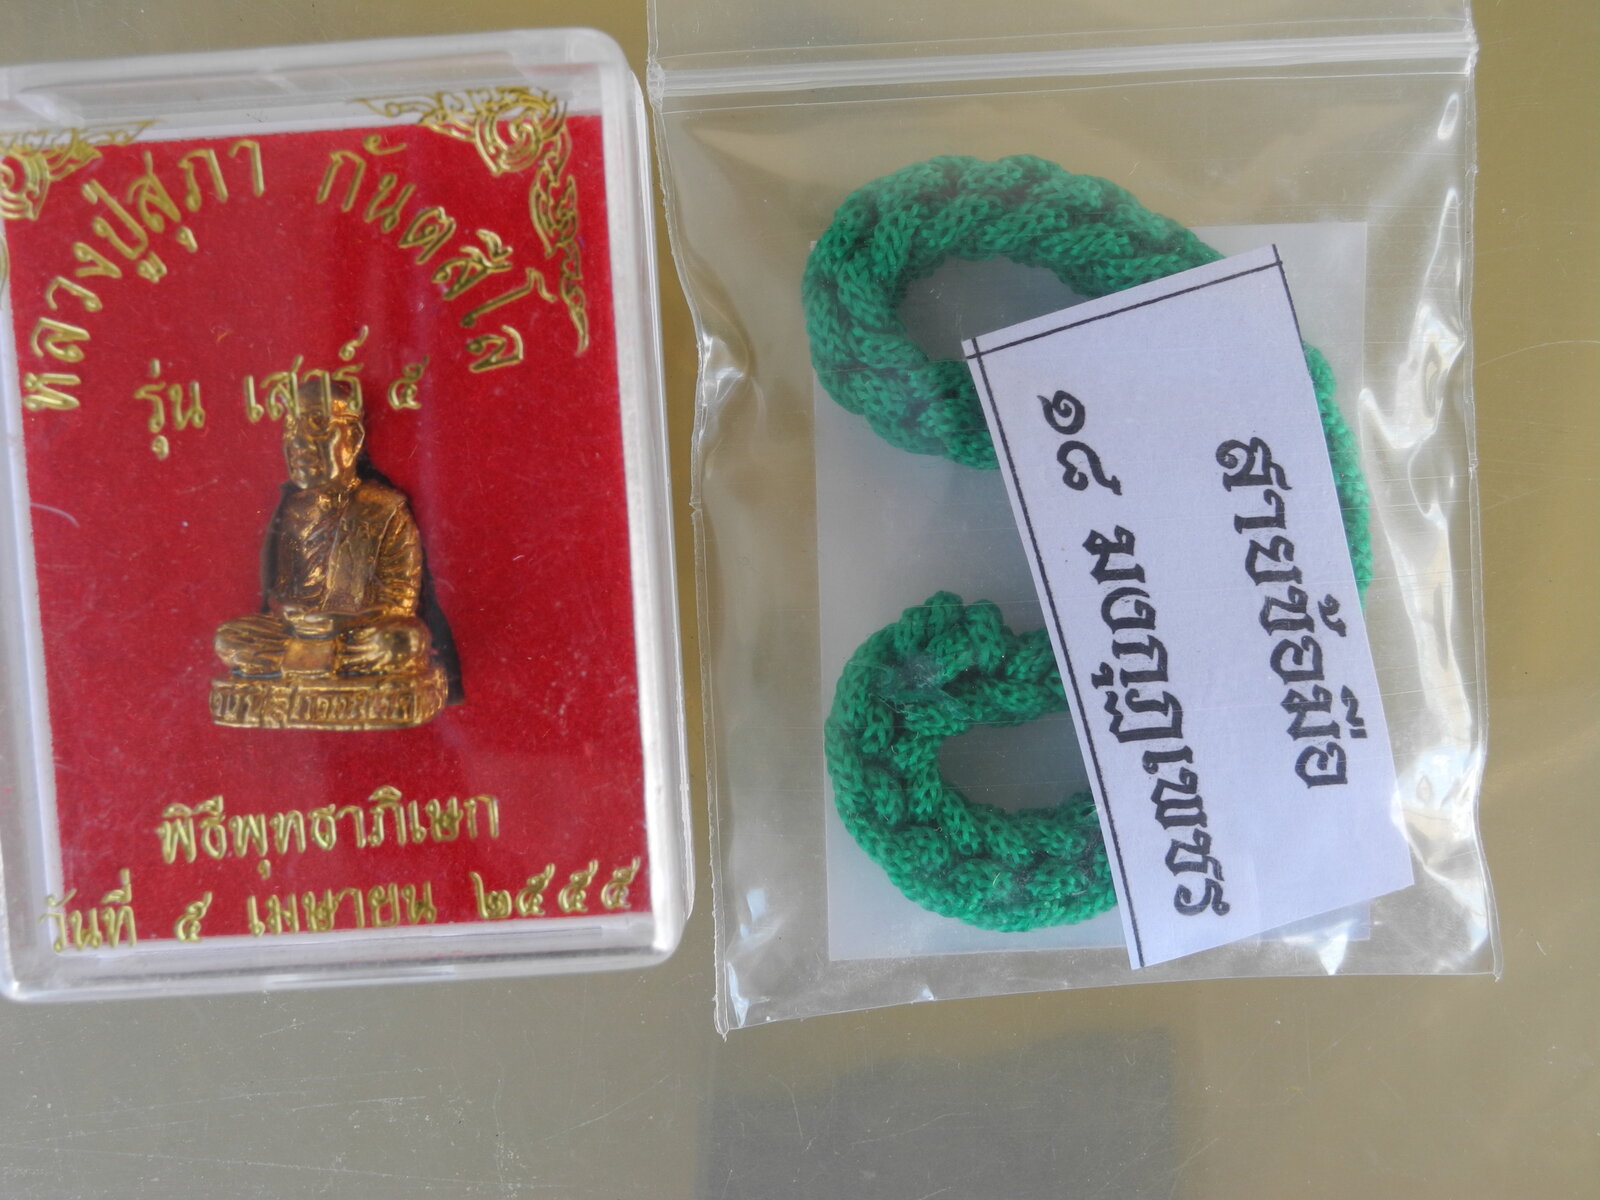 หลวงปู่สุภา กันตสีโล
รุ่น เสาร์ ๕
พิธีพุทธาภิเษก
วันที่ ๕ เมษายน ๒๕๕๕
สายข้อมือ
๑๘ มงกุฎเพชร